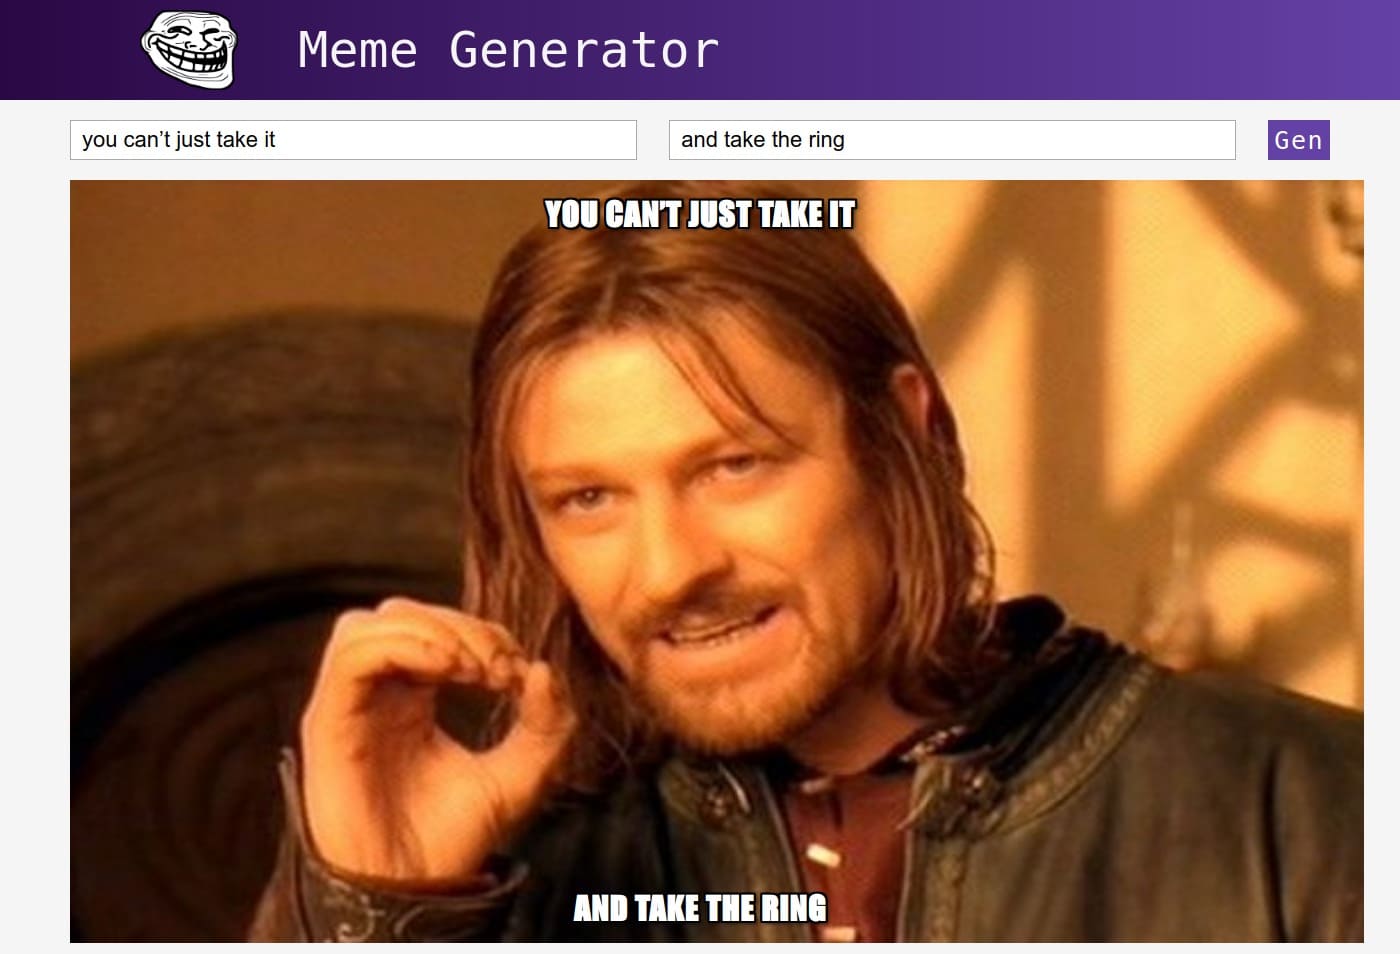 Meme Generator
you can’t just take it
and take the ring
Gen
YOU CAN’T JUST TAKE IT
AND TAKE THE RING